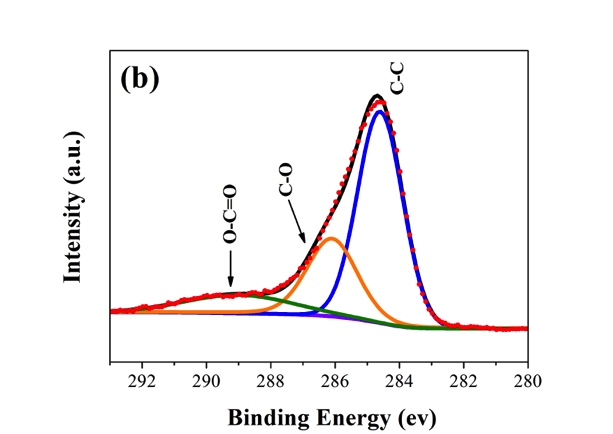 (b)
C-C
C-O
O-C=O
Intensity (a.u.)
292 290 288 286 284 282 280
Binding Energy (ev)